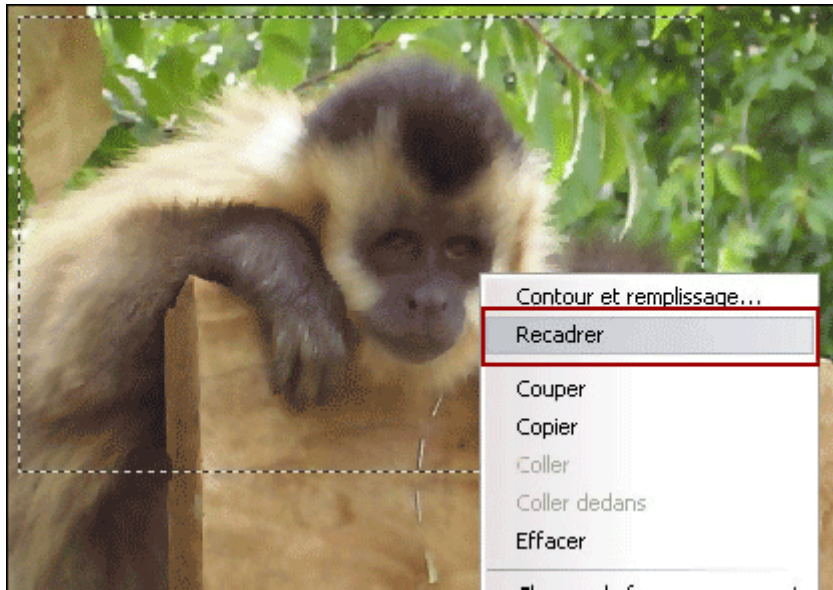 Contour et remplissage...
Recadrer
Couper
Copier
Coller
Coller dedans
Effacer